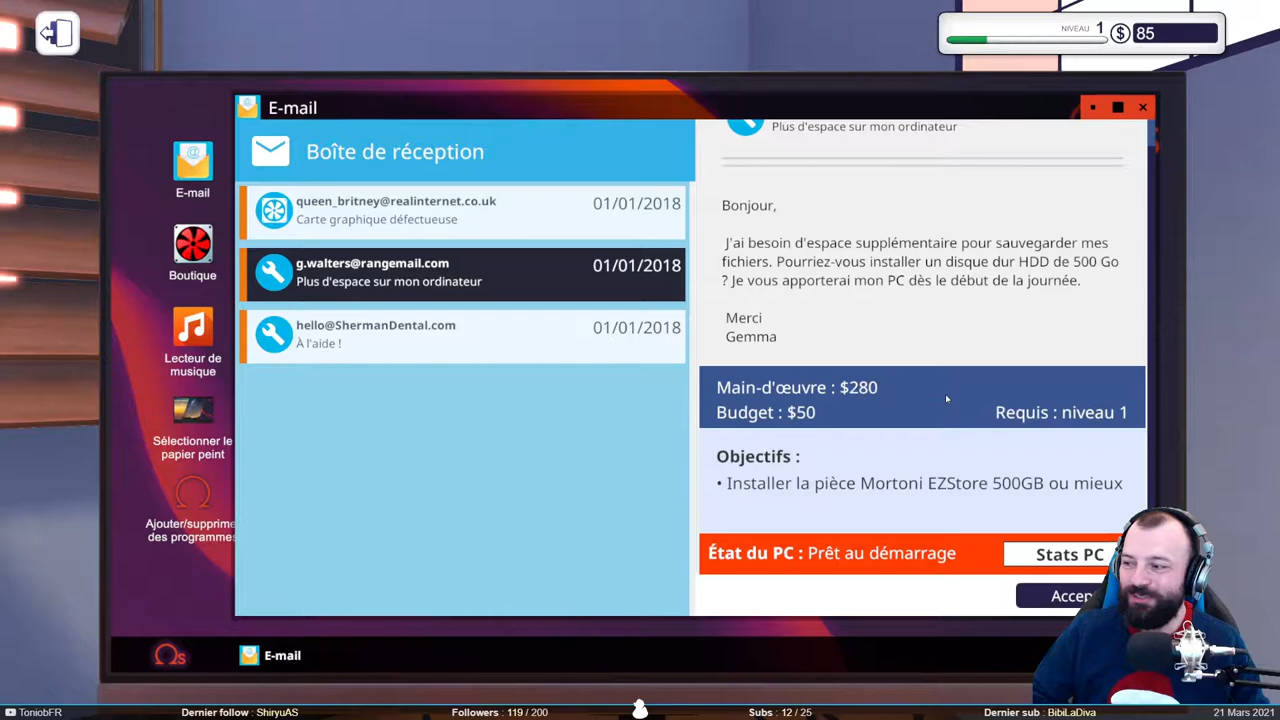 NIVEAU 1 $ 85
E-mail
Boîte de réception
Plus d'espace sur mon ordinateur
E-mail
queen_britney@realinternet.co.uk 01/01/2018
Carte graphique défectueuse
Bonjour,
Boutique
g.walters@rangemail.com 01/01/2018
Plus d'espace sur mon ordinateur
J'ai besoin d'espace supplémentaire pour sauvegarder mes
fichiers. Pourriez-vous installer un disque dur HDD de 500 Go
? Je vous apporterai mon PC dès le début de la journée.
Lecteur de
musique
hello@ShermanDental.com 01/01/2018
À l'aide !
Merci
Gemma
Sélectionner le
papier peint
Main-d'œuvre : $280
Budget : $50 Requis : niveau 1
Ajouter/supprime
des programmes
Objectifs :
• Installer la pièce Mortoni EZStore 500GB ou mieux
État du PC : Prêt au démarrage Stats PC
Accep
Ωs E-mail
ToniobFR Dernier follow : ShiryuAS Followers : 119 / 200 Subs : 12 / 25 Dernier sub : BibiLaDiva 21 Mars 2021